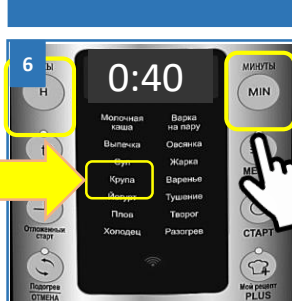 6
МИНУТЫ
H
0:40
MIN
Молочная каша
Варка на пару
Выпечка
Овсянка
Суп
Жарка
Крупа
Варенье
Йогурт
Тушение
Плов
Творог
Холодец
Разогрев
Отложенный старт
СТАРТ
Подогрев
ОТМЕНА
Мой рецепт
PLUS